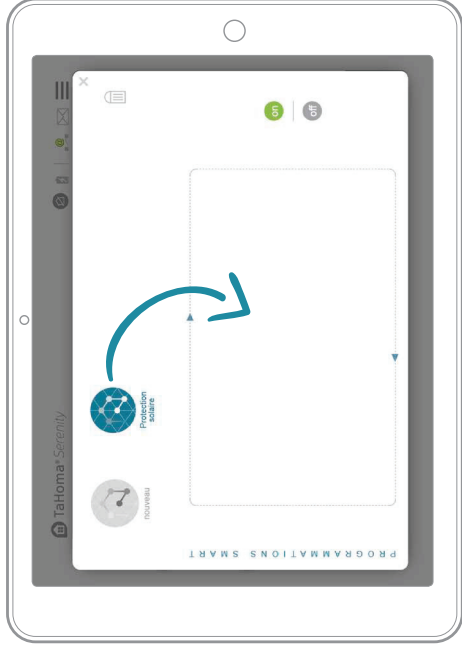 TaHoma® Serenity
@
on
off
Protection
solaire
nouveau
PROGRAMMATIONS SMART